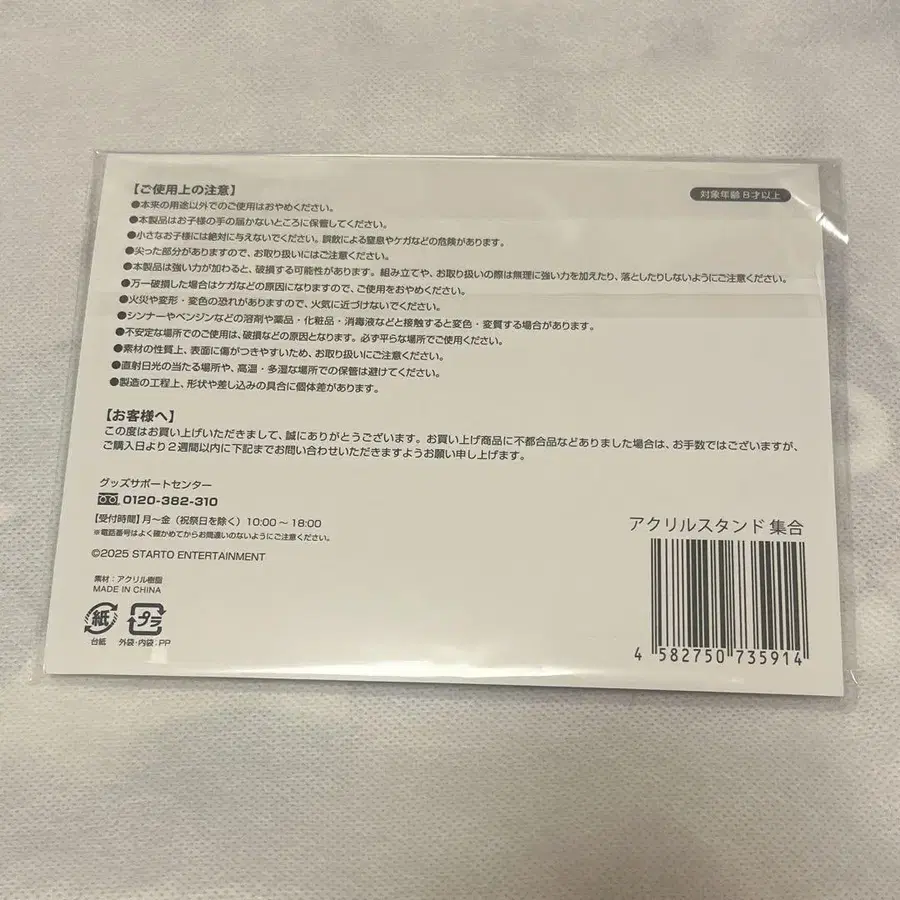 【ご使用上の注意】
対象年齢 8才以上
●本来の用途以外でのご使用はおやめください。
●本製品はお子様の手の届かないところに保管してください。
●小さなお子様には絶対に与えないでください。誤飲による窒息やケガなどの危険があります。
●尖った部分がありますので、お取り扱いにはご注意ください。
●本製品は強い力が加わると、破損する可能性があります。組み立てや、お取り扱いの際は無理に強い力を加えたり、落としたりしないようにご注意ください。
●万一破損した場合はケガなどの原因になりますので、ご使用をおやめください。
●火災や変形・変色の恐れがありますので、火気に近づけないでください。
●シンナーやベンジンなどの溶剤や薬品・化粧品・消毒液などと接触すると変色・変質する場合があります。
●不安定な場所でのご使用は、破損などの原因となります。必ず平らな場所でご使用ください。
●素材の性質上、表面に傷がつきやすいため、お取り扱いにご注意ください。
●直射日光の当たる場所や、高温・多湿な場所での保管は避けてください。
●製造の工程上、形状や差し込みの具合に個体差があります。
【お客様へ】
この度はお買い上げいただきまして、誠にありがとうございます。お買い上げ商品に不都合品などありました場合は、お手数ではございますが、
ご購入日より2週間以内に下記までお問い合わせいただきますようお願い申し上げます。
グッズサポートセンター
0120-382-310
【受付時間】月〜金（祝祭日を除く）10:00〜18:00
※電話番号はよく確かめてからお間違いのないようにご注意ください。
©2025 STARTO ENTERTAINMENT
素材：アクリル樹脂
MADE IN CHINA
紙
プラ
台紙
外袋・内袋：PP
アクリルスタンド 集合
4 582750 735914